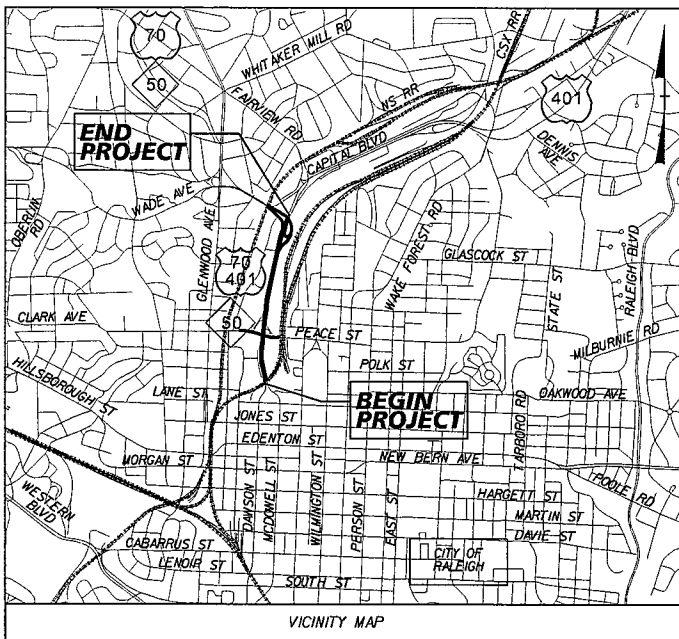 70
50
WHITAKER MILL RD
FAIRVIEW RD
NS RR
CSX RR
401
END
PROJECT
CAPITAL BLVD
DENNIS
AVE
WADE AVE
OBERLIN
RD
GLENWOOD AVE
70
401
50
WAKE FOREST RD
GLASCOCK ST
STATE ST
RALEIGH BLVD
CLARK AVE
PEACE ST
MILBURNIE RD
HILLSBOROUGH ST
POLK ST
LANE ST
BEGIN
PROJECT
OAKWOOD AVE
TARBORO RD
JONES ST
EDENTON ST
MORGAN ST
NEW BERN AVE
POOLE RD
WESTERN
BLVD
DAWSON ST
MCDOWELL ST
WILMINGTON ST
PERSON ST
EAST ST
HARGETT ST
MARTIN ST
DAVIE ST
CABARRUS ST
LENOIR ST
CITY OF
RALEIGH
SOUTH ST
VICINITY MAP